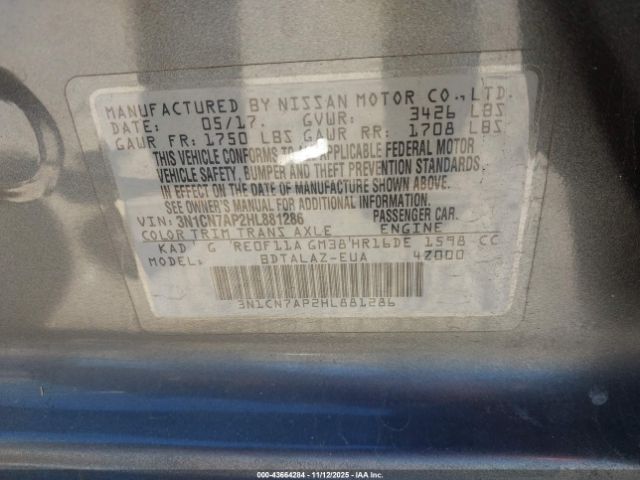 MANUFACTURED BY NISSAN MOTOR CO., LTD.
DATE: 05/17. GVWR: 3426 LBS
GAWR FR: 1750 LBS GAWR RR: 1708 LBS
THIS VEHICLE CONFORMS TO ALL APPLICABLE FEDERAL MOTOR
VEHICLE SAFETY, BUMPER AND THEFT PREVENTION STANDARDS
IN EFFECT ON THE DATE OF MANUFACTURE SHOWN ABOVE.
SEE OWNER'S MANUAL FOR ADDITIONAL INFORMATION.
VIN: 3N1CN7AP2HL881286 PASSENGER CAR.
COLOR TRIM TRANS AXLE ENGINE
KAD G RE0F11A GM38 HR16DE 1598 CC
MODEL: BDTALAZ-EUA 4Z000
3N1CN7AP2HL881286
000-43664284 | 11/12/2025 | IAA Inc.